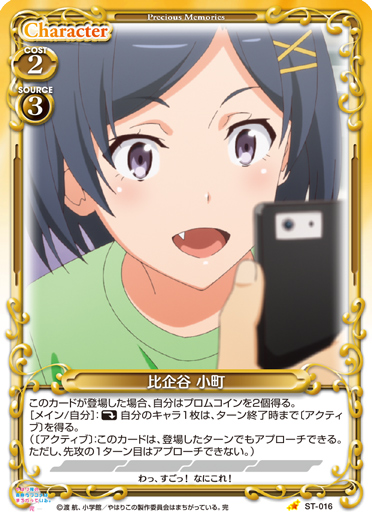 Precious Memories
Character
COST
2
SOURCE
3
比企谷 小町
このカードが登場した場合、自分はプロムコインを2個得る。
[メイン/自分]: 自分のキャラ1枚は、ターン終了時まで〔アクティ
ブ〕を得る。
(〔アクティブ〕:このカードは、登場したターンでもアプローチできる。
ただし、先攻の1ターン目はアプローチできない。)
わっ、すごっ! なにこれ!
©渡 航、小学館/やはりこの製作委員会はまちがっている。完
ST-016